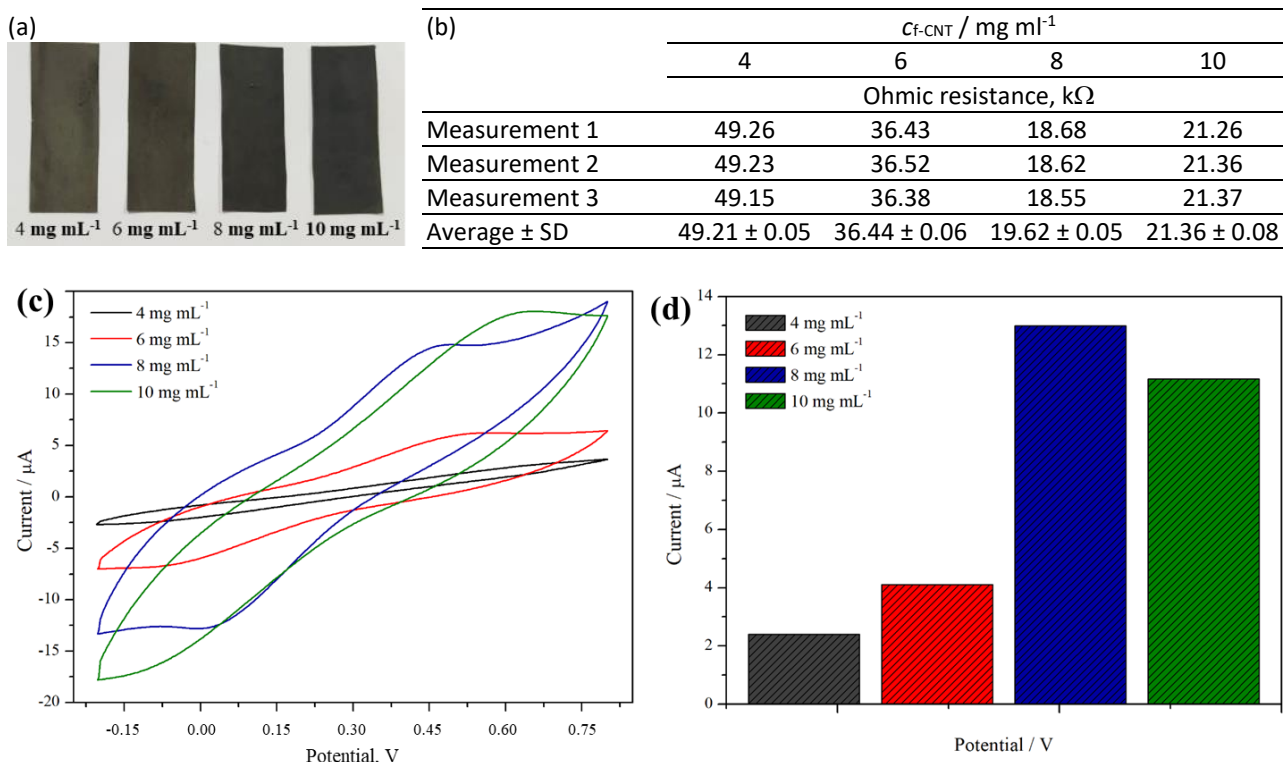 (a)
4 mg mL⁻¹ 6 mg mL⁻¹ 8 mg mL⁻¹ 10 mg mL⁻¹
(b) cf-CNT / mg ml⁻¹
4 6 8 10
Ohmic resistance, kΩ
Measurement 1 49.26 36.43 18.68 21.26
Measurement 2 49.23 36.52 18.62 21.36
Measurement 3 49.15 36.38 18.55 21.37
Average ± SD 49.21 ± 0.05 36.44 ± 0.06 19.62 ± 0.05 21.36 ± 0.08
(c)
4 mg mL⁻¹
6 mg mL⁻¹
8 mg mL⁻¹
10 mg mL⁻¹
15
10
5
0
-5
-10
-15
-20
Current / μA
-0.15 0.00 0.15 0.30 0.45 0.60 0.75
Potential, V
(d)
4 mg mL⁻¹
6 mg mL⁻¹
8 mg mL⁻¹
10 mg mL⁻¹
14
12
10
8
6
4
2
0
Current / μA
Potential / V